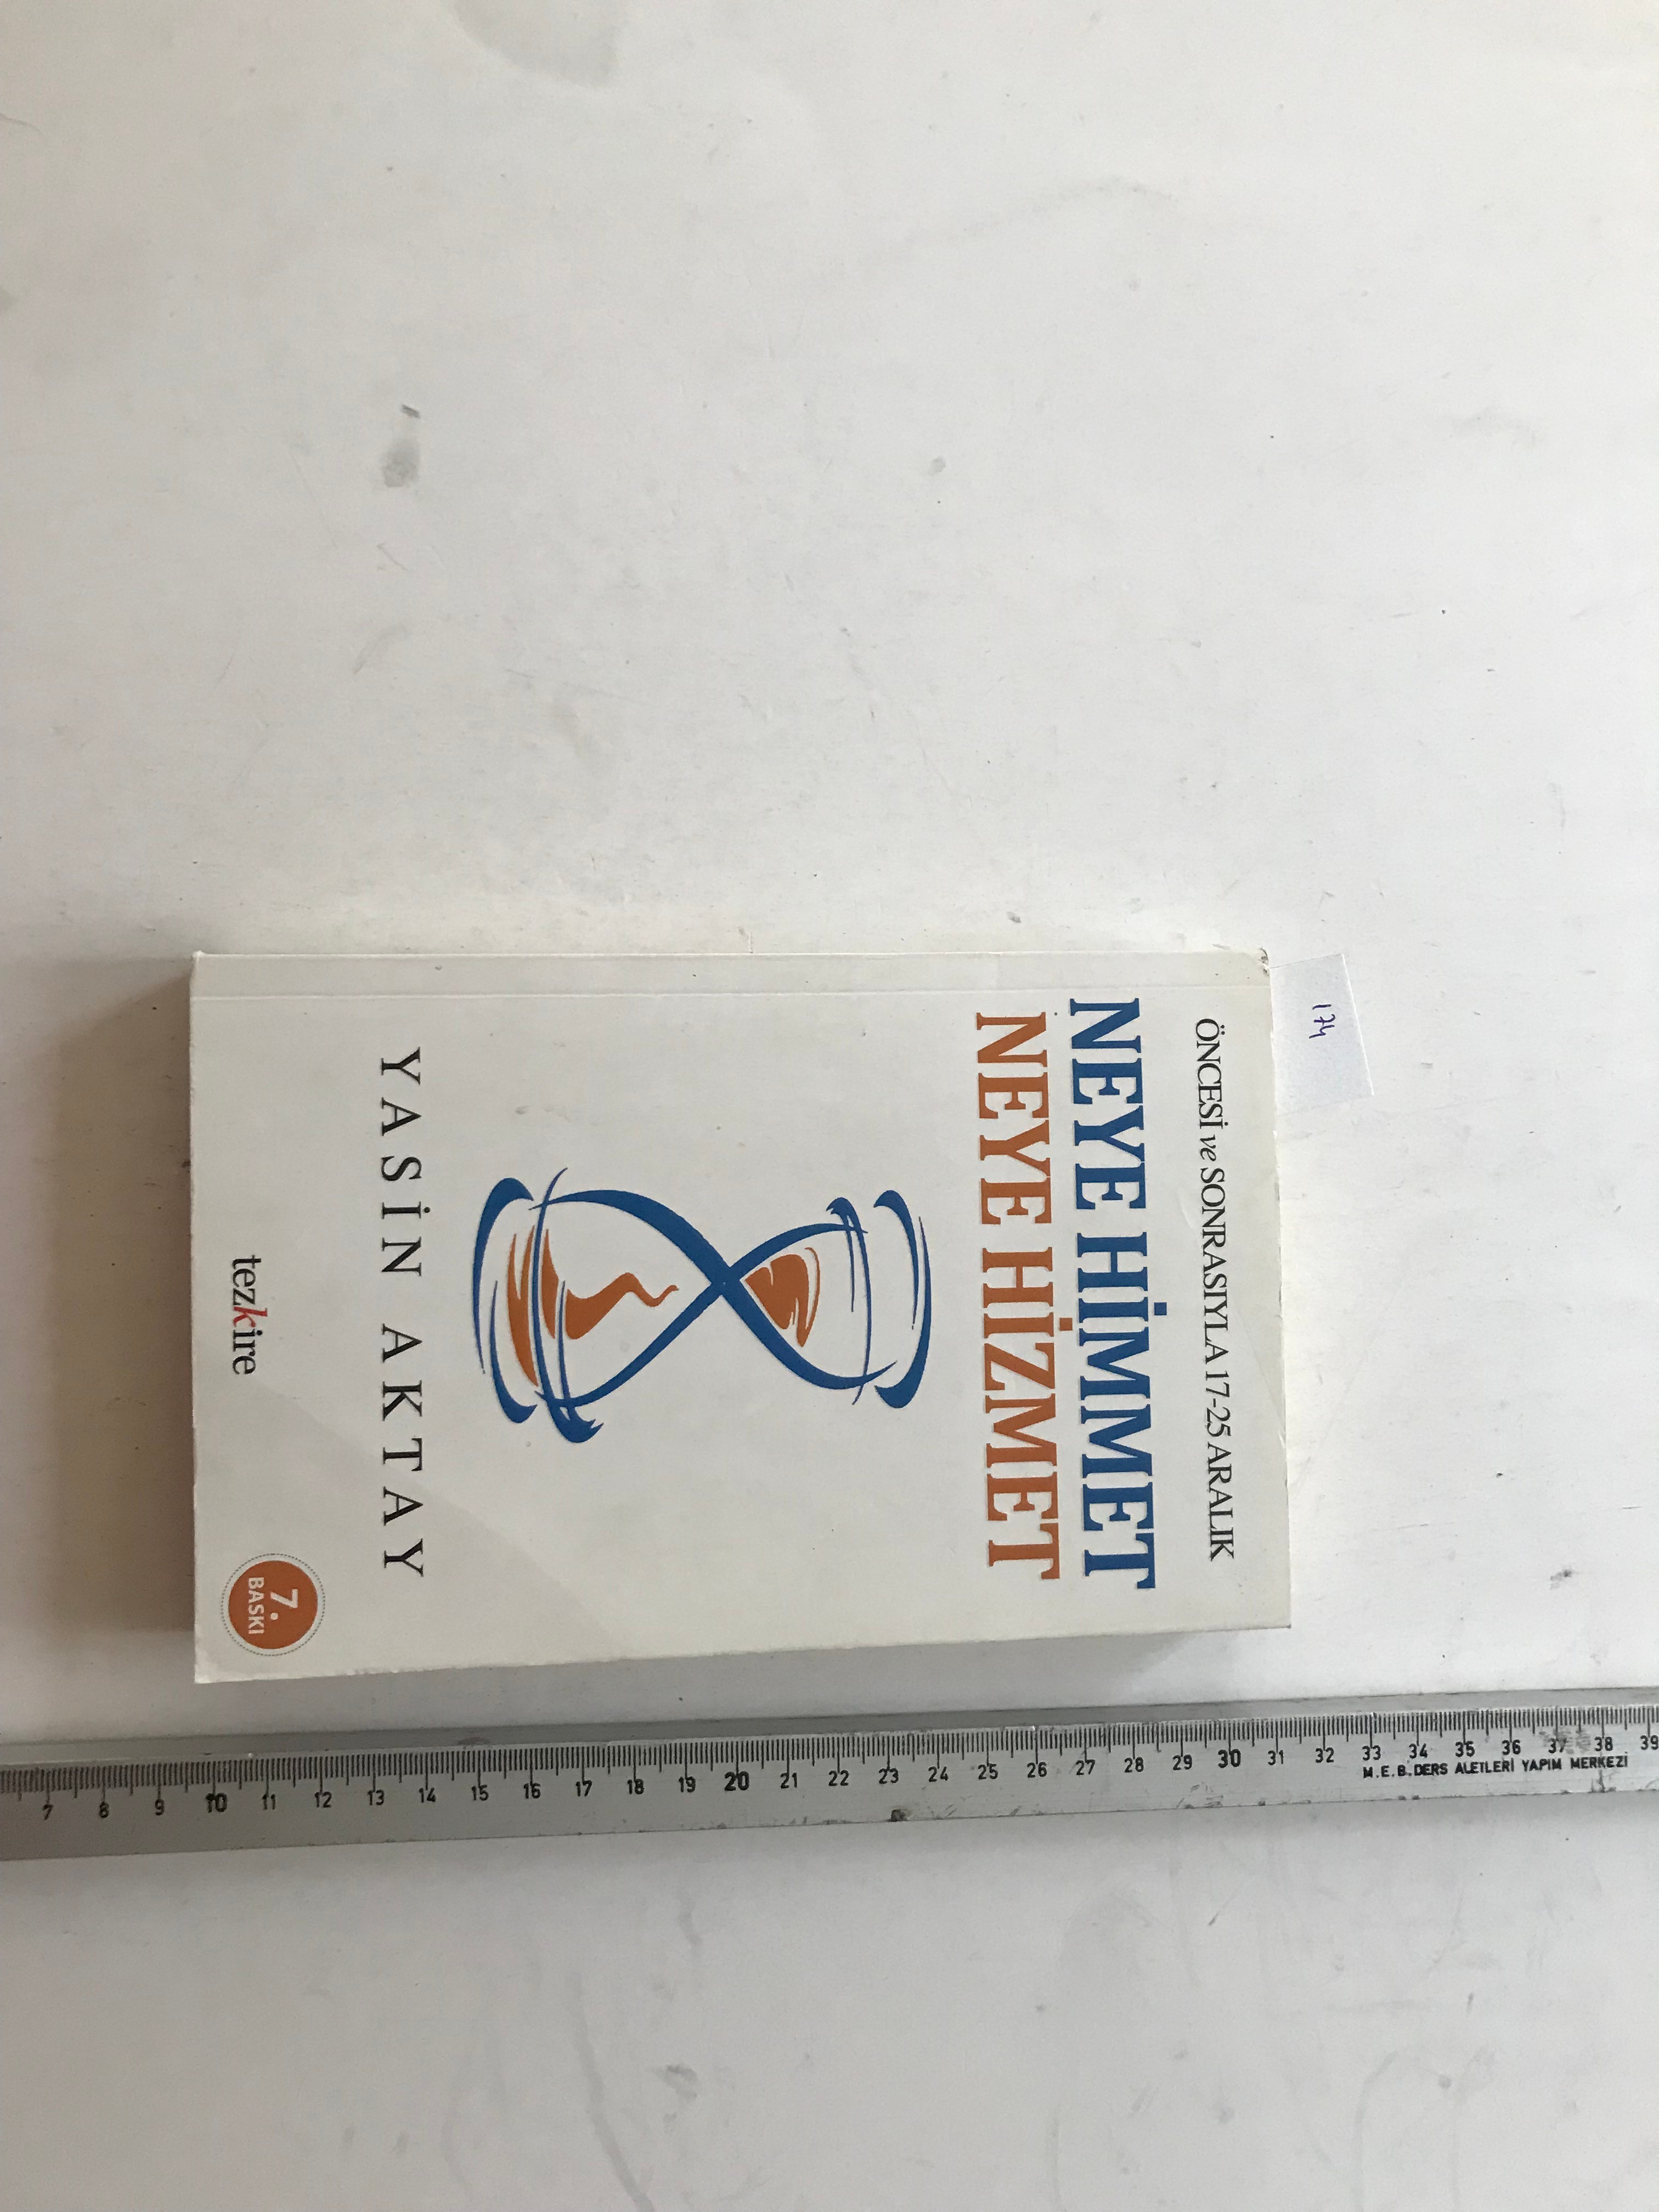 174
ÖNCESİ ve SONRASIYLA 17-25 ARALIK
NEYE HİMMET
NEYE HİZMET
YASİN AKTAY
tezkire
7.
BASKI
7 8 9 10 11 12 13 14 15 16 17 18 19 20 21 22 23 24 25 26 27 28 29 30 31 32 33 34 35 36 37 38 39
M.E.B. DERS ALETLERİ YAPIM MERKEZİ